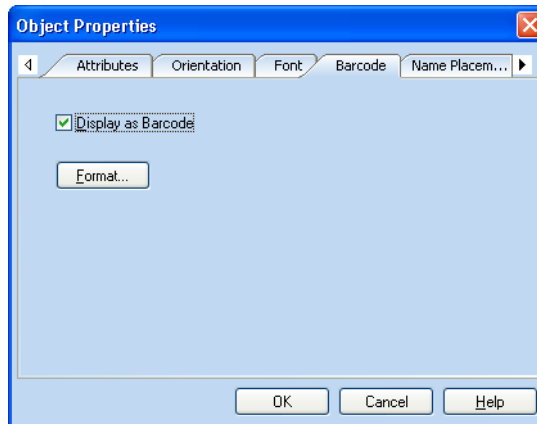 Object Properties
Attributes Orientation Font Barcode Name Placem...
Display as Barcode
Format...
OK Cancel Help